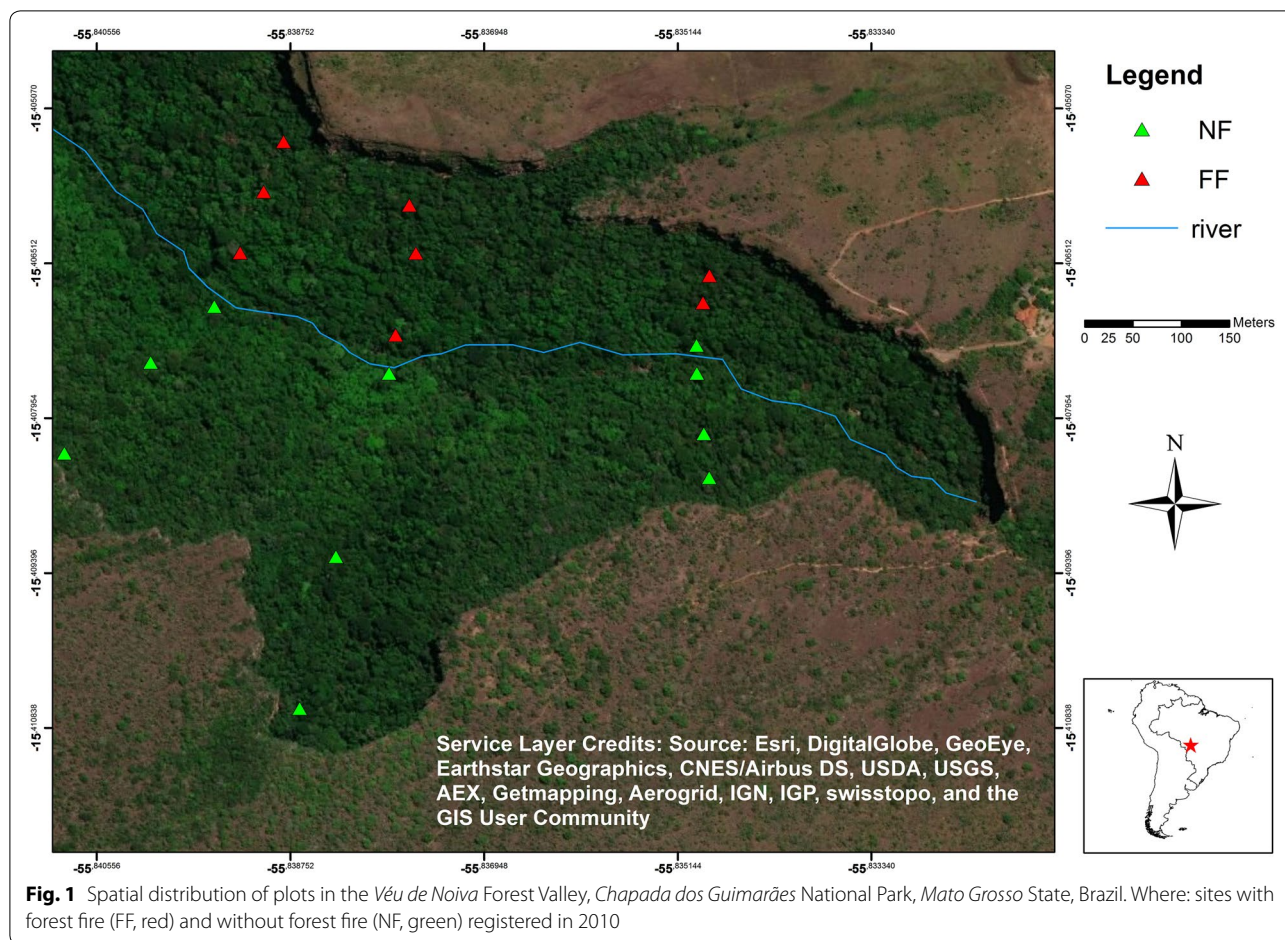 -55.840556 -55.838752 -55.836948 -55.835144 -55.833340
-15.405070
-15.406512
-15.407954
-15.409396
-15.410838
Service Layer Credits: Source: Esri, DigitalGlobe, GeoEye,
Earthstar Geographics, CNES/Airbus DS, USDA, USGS,
AEX, Getmapping, Aerogrid, IGN, IGP, swisstopo, and the
GIS User Community
-15.405070
-15.406512
-15.407954
-15.409396
-15.410838
-55.840556 -55.838752 -55.836948 -55.835144 -55.833340
Legend
NF
FF
river
Meters
0 25 50 100 150
N
Fig. 1 Spatial distribution of plots in the Véu de Noiva Forest Valley, Chapada dos Guimarães National Park, Mato Grosso State, Brazil. Where: sites with
forest fire (FF, red) and without forest fire (NF, green) registered in 2010